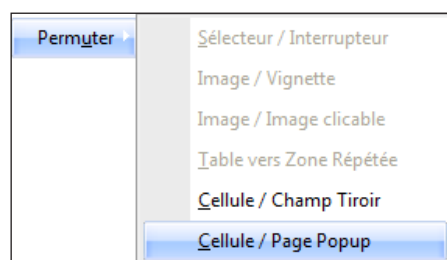 Permuter
Sélecteur / Interrupteur
Image / Vignette
Image / Image clicable
Table vers Zone Répétée
Cellule / Champ Tiroir
Cellule / Page Popup